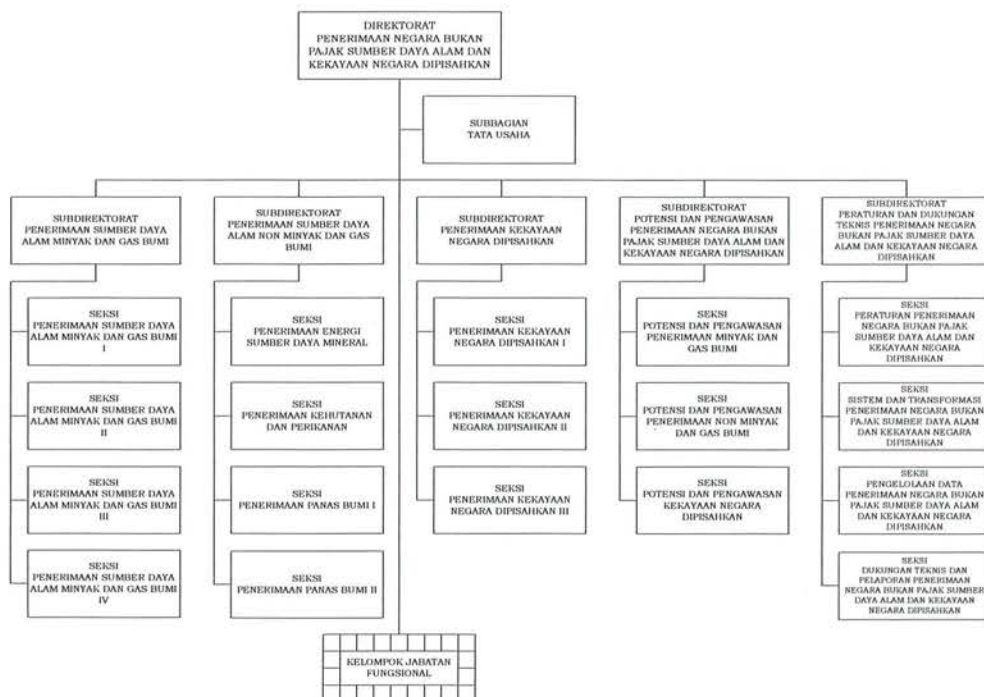 DIREKTORAT
PENERIMAAN NEGARA BUKAN
PAJAK SUMBER DAYA ALAM DAN
KEKAYAAN NEGARA DIPISAHKAN
SUBBAGIAN
TATA USAHA
SUBDIREKTORAT
PENERIMAAN SUMBER DAYA
ALAM MINYAK DAN GAS BUMI
SEKSI
PENERIMAAN SUMBER DAYA
ALAM MINYAK DAN GAS BUMI
I
SEKSI
PENERIMAAN SUMBER DAYA
ALAM MINYAK DAN GAS BUMI
II
SEKSI
PENERIMAAN SUMBER DAYA
ALAM MINYAK DAN GAS BUMI
III
SEKSI
PENERIMAAN SUMBER DAYA
ALAM MINYAK DAN GAS BUMI
IV
SUBDIREKTORAT
PENERIMAAN SUMBER DAYA
ALAM NON MINYAK DAN GAS
BUMI
SEKSI
PENERIMAAN ENERGI
SUMBER DAYA MINERAL
SEKSI
PENERIMAAN KEHUTANAN
DAN PERIKANAN
SEKSI
PENERIMAAN PANAS BUMI I
SEKSI
PENERIMAAN PANAS BUMI II
SUBDIREKTORAT
PENERIMAAN KEKAYAAN
NEGARA DIPISAHKAN
SEKSI
PENERIMAAN KEKAYAAN
NEGARA DIPISAHKAN I
SEKSI
PENERIMAAN KEKAYAAN
NEGARA DIPISAHKAN II
SEKSI
PENERIMAAN KEKAYAAN
NEGARA DIPISAHKAN III
SUBDIREKTORAT
POTENSI DAN PENGAWASAN
PENERIMAAN NEGARA BUKAN
PAJAK SUMBER DAYA ALAM DAN
KEKAYAAN NEGARA DIPISAHKAN
SEKSI
POTENSI DAN PENGAWASAN
PENERIMAAN MINYAK DAN
GAS BUMI
SEKSI
POTENSI DAN PENGAWASAN
PENERIMAAN NON MINYAK
DAN GAS BUMI
SEKSI
POTENSI DAN PENGAWASAN
KEKAYAAN NEGARA
DIPISAHKAN
SUBDIREKTORAT
PERATURAN DAN DUKUNGAN
TEKNIS PENERIMAAN NEGARA
BUKAN PAJAK SUMBER DAYA
ALAM DAN KEKAYAAN NEGARA
DIPISAHKAN
SEKSI
PERATURAN PENERIMAAN
NEGARA BUKAN PAJAK
SUMBER DAYA ALAM DAN
KEKAYAAN NEGARA
DIPISAHKAN
SEKSI
SISTEM DAN TRANSFORMASI
PENERIMAAN NEGARA BUKAN
PAJAK SUMBER DAYA ALAM
DAN KEKAYAAN NEGARA
DIPISAHKAN
SEKSI
PENGELOLAAN DATA
PENERIMAAN NEGARA BUKAN
PAJAK SUMBER DAYA ALAM
DAN KEKAYAAN NEGARA
DIPISAHKAN
SEKSI
DUKUNGAN TEKNIS DAN
PELAPORAN PENERIMAAN
NEGARA BUKAN PAJAK SUMBER
DAYA ALAM DAN KEKAYAAN
NEGARA DIPISAHKAN
KELOMPOK JABATAN
FUNGSIONAL